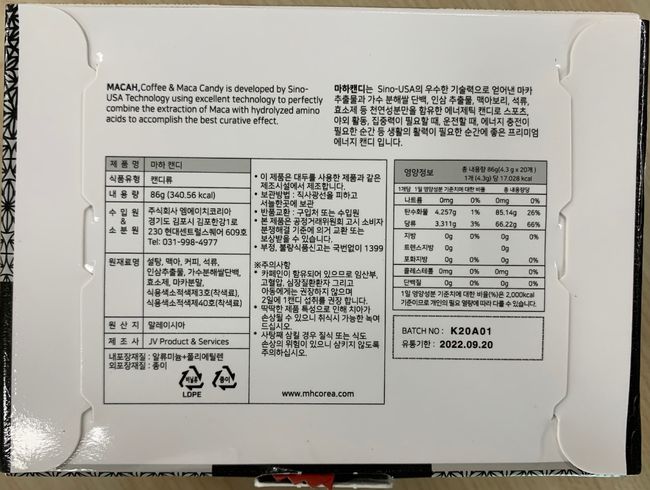 MACAH,Coffee & Maca Candy is developed by Sino-
USA Technology using excellent technology to perfectly
combine the extraction of Maca with hydrolyzed amino
acids to accomplish the best curative effect.
마하캔디는 Sino-USA의 우수한 기술력으로 얻어낸 마카
추출물과 가수 분해쌀 단백, 인삼 추출물, 맥아보리, 석류,
효소제 등 천연성분만을 함유한 에너제틱 캔디로 스포츠,
야외 활동, 집중력이 필요할 때, 운전할 때, 에너지 충전이
필요한 순간 등 생활의 활력이 필요한 순간에 좋은 프리미엄
에너지 캔디 입니다.
제 품 명 마하 캔디
식품유형 캔디류
내 용 량 86g (340.56 kcal)
수 입 원 주식회사 엠에이치코리아
& 경기도 김포시 김포한강1로
소 분 원 230 현대센트럴스퀘어 609호
Tel: 031-998-4977
원재료명 설탕, 맥아, 커피, 석류,
인삼추출물, 가수분해쌀단백,
효소제, 마카분말,
식용색소적색제3호(착색료),
식용색소적색제40호(착색료)
원 산 지 말레이시아
제 조 사 JV Product & Services
내포장재질 : 알류미늄+폴리에틸렌
외포장재질 : 종이
비닐류
LDPE
종이
• 이 제품은 대두를 사용한 제품과 같은
제조시설에서 제조합니다.
• 보관방법 : 직사광선을 피하고
서늘한곳에 보관
• 반품교환 : 구입처 또는 수입원
• 본 제품은 공정거래위원회 고시 소비자
분쟁해결 기준에 의거 교환 또는
보상받을 수 있습니다.
• 부정, 불량식품신고는 국번없이 1399
※주의사항
• 카페인이 함유되어 있으므로 임산부,
고혈압, 심장질환환자 그리고
아동에게는 권장하지 않으며
2일에 1캔디 섭취를 권장 합니다.
• 딱딱한 제품 특성으로 인해 치아가
손상될 수 있으니 취식시 가능한 녹여
드십시오.
• 사탕째 삼킬 경우 질식 또는 식도
손상의 위험이 있으니 삼키지 않도록
주의하십시오.
www.mhcorea.com
영양정보 총 내용량 86g(4.3 g x 20개)
1개 (4.3g) 당 17.028 kcal
1개당 1일 영양성분 기준치에 대한 비율 총 내용량당
나트륨 0mg 0% 0mg 0%
탄수화물 4.257g 1% 85.14g 26%
당류 3.311g 3% 66.22g 66%
지방 0g 0% 0g 0%
트랜스지방 0g 0g
포화지방 0g 0% 0g 0%
콜레스테롤 0mg 0% 0mg 0%
단백질 0g 0% 0g 0%
1일 영양성분 기준치에 대한 비율(%)은 2,000kcal
기준이므로 개인의 필요 열량에 따라 다를 수 있습니다.
BATCH NO : K20A01
유통기한 : 2022.09.20